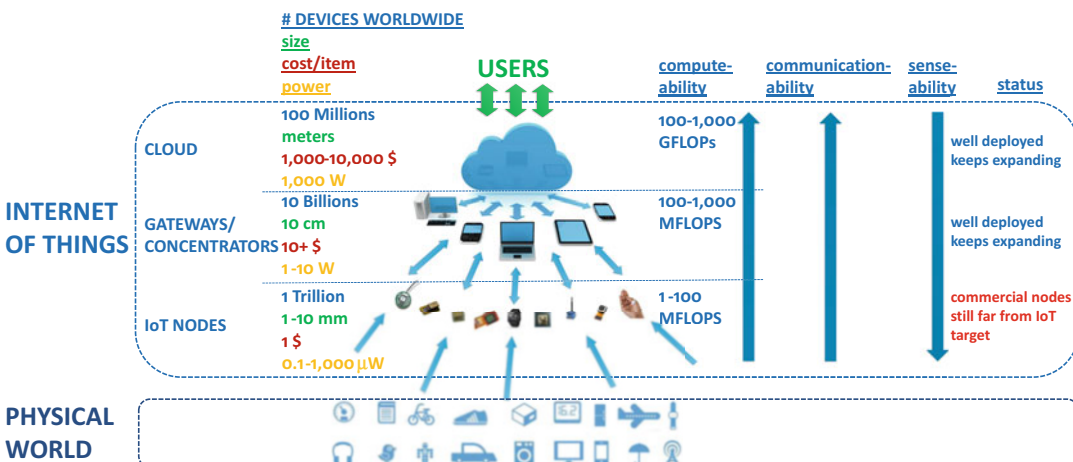 # DEVICES WORLDWIDE
size
cost/item
power
USERS
compute-
ability
communication-
ability
sense-
ability
status
INTERNET
OF THINGS
CLOUD
100 Millions
meters
1,000-10,000 $
1,000 W
100-1,000
GFLOPs
well deployed
keeps expanding
GATEWAYS/
CONCENTRATORS
10 Billions
10 cm
10+ $
1-10 W
100-1,000
MFLOPS
well deployed
keeps expanding
IoT NODES
1 Trillion
1-10 mm
1 $
0.1-1,000 μW
1-100
MFLOPS
commercial nodes
still far from IoT
target
PHYSICAL
WORLD
16.2